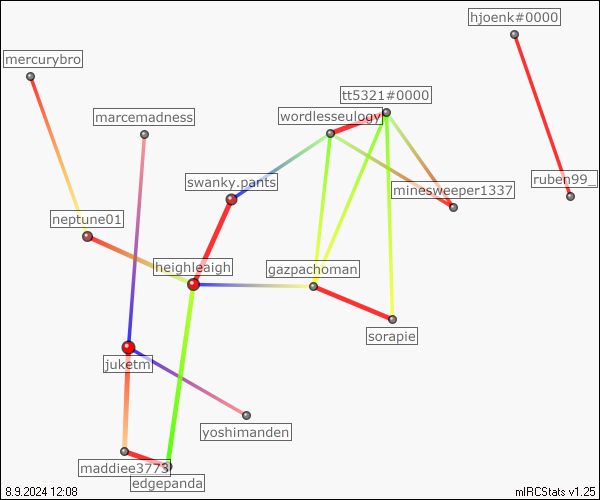 hjoenk#0000
mercurybro
tt5321#0000
marcemadness
wordlesseulogy
ruben99_
swanky.pants
minesweeper1337
neptune01
heighleaigh
gazpachoman
sorapie
juketm
yoshimanden
maddiee3773
edgepanda
8.9.2024 12:08
mIRCStats v1.25